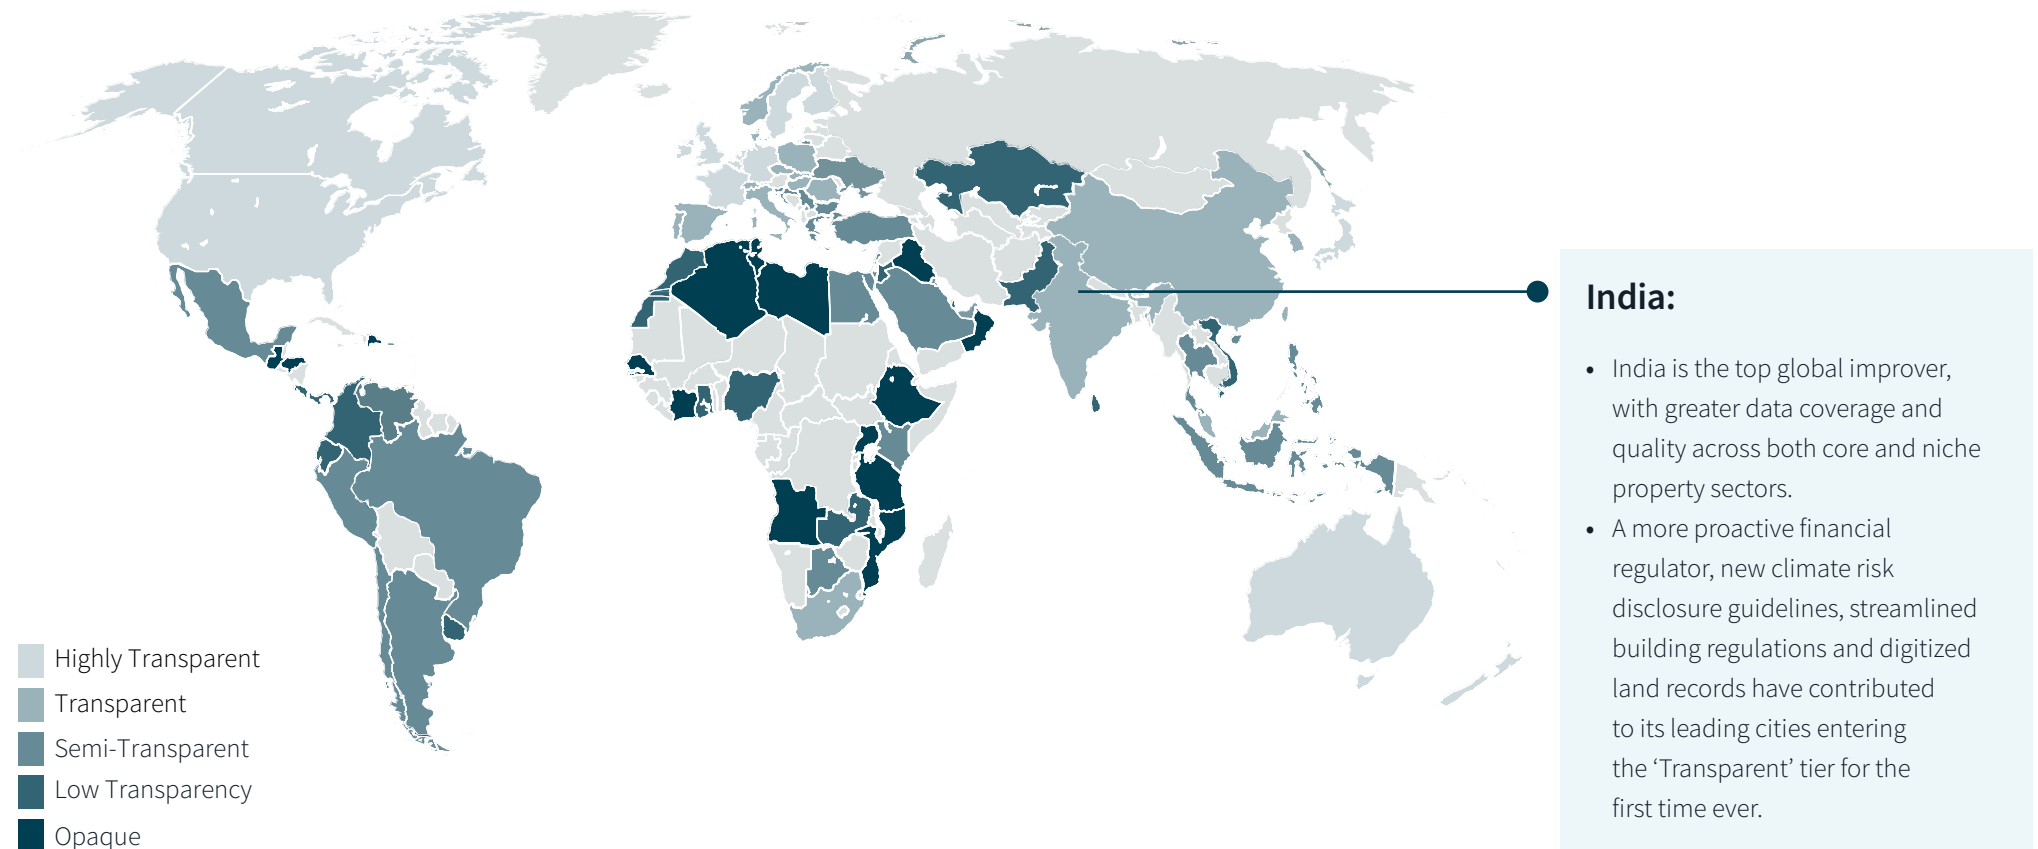 Highly Transparent
Transparent
Semi-Transparent
Low Transparency
Opaque
India:
• India is the top global improver,
with greater data coverage and
quality across both core and niche
property sectors.
• A more proactive financial
regulator, new climate risk
disclosure guidelines, streamlined
building regulations and digitized
land records have contributed
to its leading cities entering
the ‘Transparent’ tier for the
first time ever.